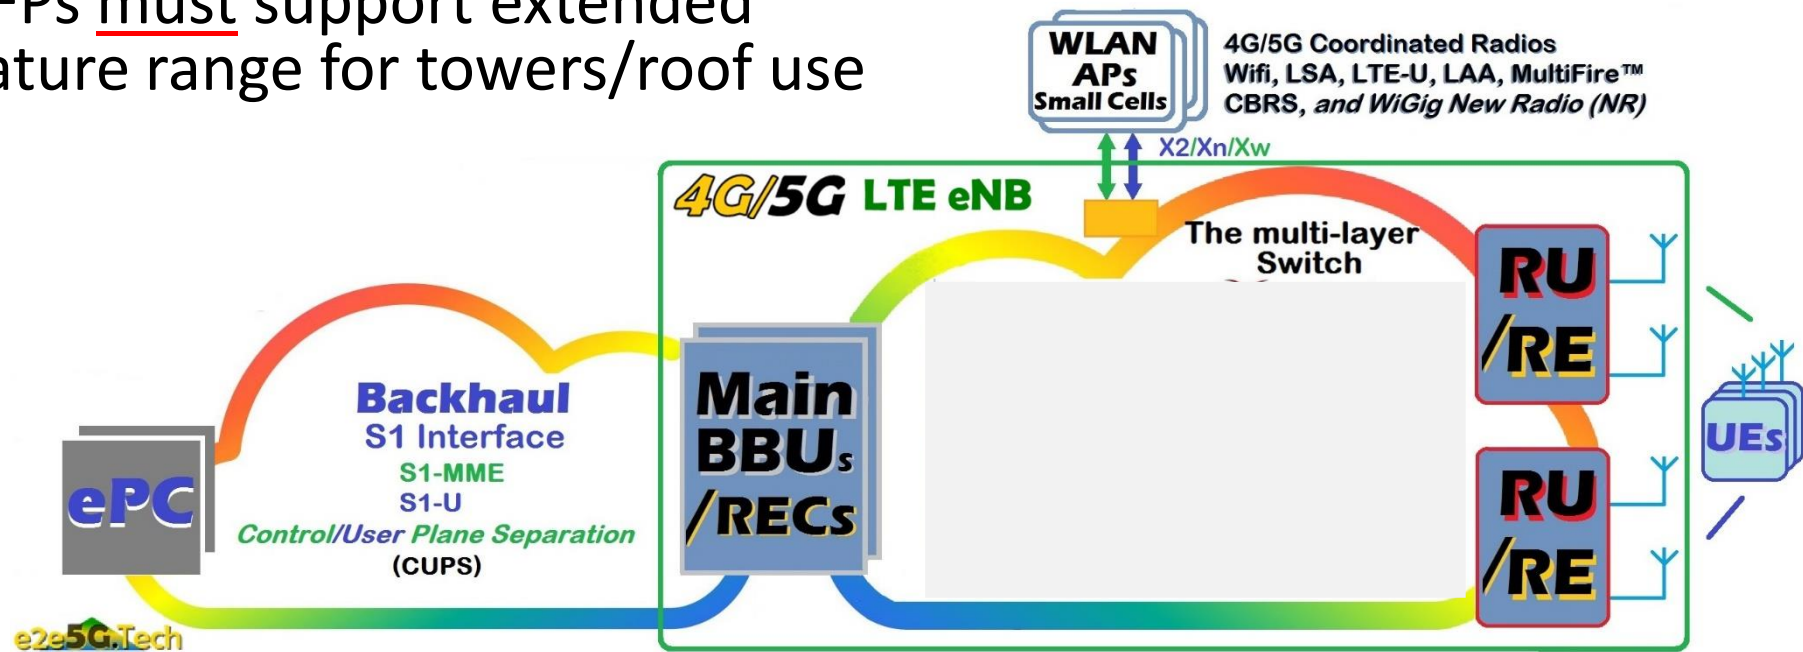 FPs must support extended
ature range for towers/roof use
WLAN
APs
Small Cells
4G/5G Coordinated Radios
Wifi, LSA, LTE-U, LAA, MultiFire™
CBRS, and WiGig New Radio (NR)
X2/Xn/Xw
4G/5G LTE eNB
The multi-layer
Switch
RU
/RE
Backhaul
S1 Interface
S1-MME
S1-U
Control/User Plane Separation
(CUPS)
ePC
Main
BBUs
/RECs
RU
/RE
UEs
e2e5G.Tech